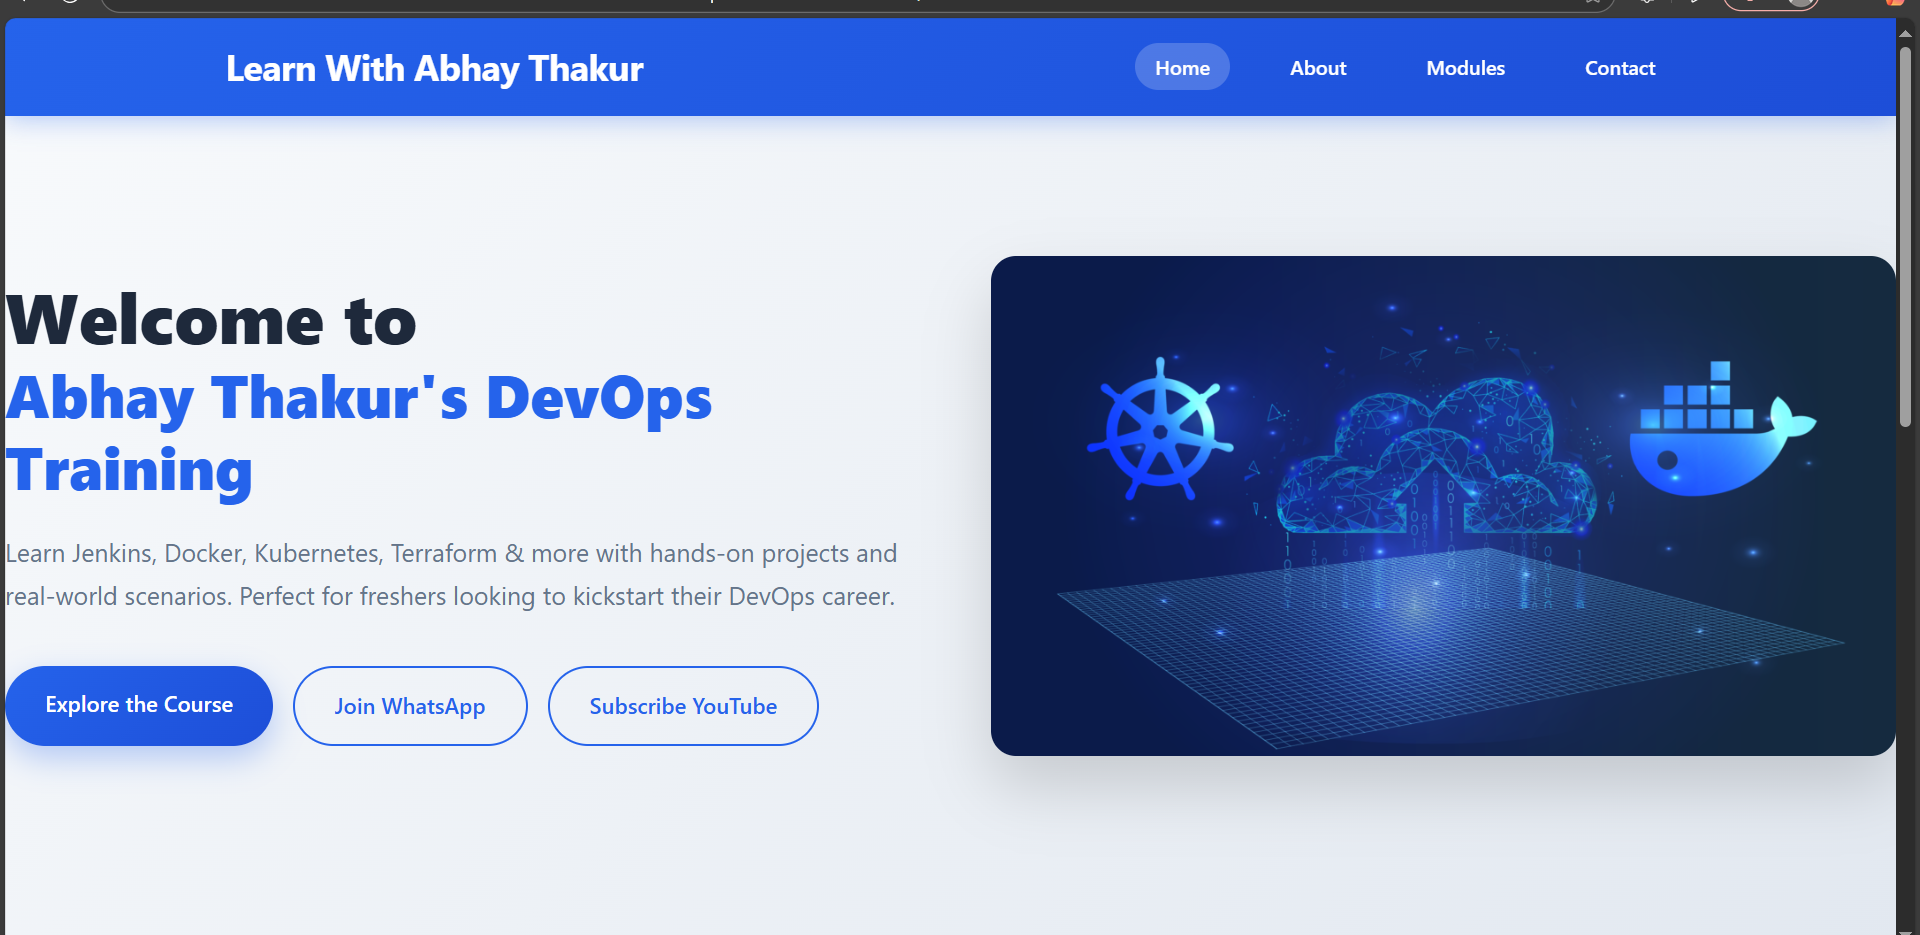 Learn With Abhay Thakur
Home
About
Modules
Contact
Welcome to
Abhay Thakur's DevOps
Training
Learn Jenkins, Docker, Kubernetes, Terraform & more with hands-on projects and
real-world scenarios. Perfect for freshers looking to kickstart their DevOps career.
Explore the Course
Join WhatsApp
Subscribe YouTube